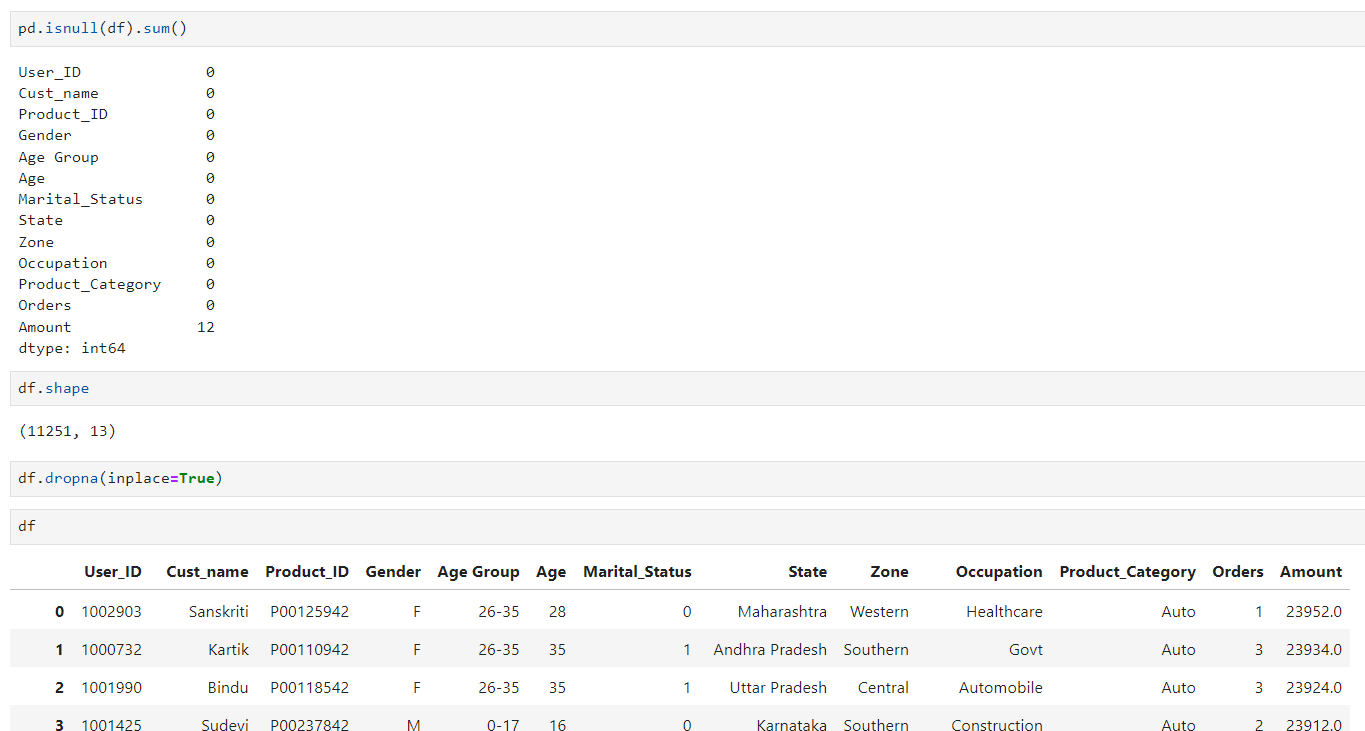 pd.isnull(df).sum()
User_ID 0
Cust_name 0
Product_ID 0
Gender 0
Age Group 0
Age 0
Marital_Status 0
State 0
Zone 0
Occupation 0
Product_Category 0
Orders 0
Amount 12
dtype: int64
df.shape
(11251, 13)
df.dropna(inplace=True)
df
User_ID Cust_name Product_ID Gender Age Group Age Marital_Status State Zone Occupation Product_Category Orders Amount
0 1002903 Sanskriti P00125942 F 26-35 28 0 Maharashtra Western Healthcare Auto 1 23952.0
1 1000732 Kartik P00110942 F 26-35 35 1 Andhra Pradesh Southern Govt Auto 3 23934.0
2 1001990 Bindu P00118542 F 26-35 35 1 Uttar Pradesh Central Automobile Auto 3 23924.0
3 1001425 Sudevi P00237842 M 0-17 16 0 Karnataka Southern Construction Auto 2 23912.0